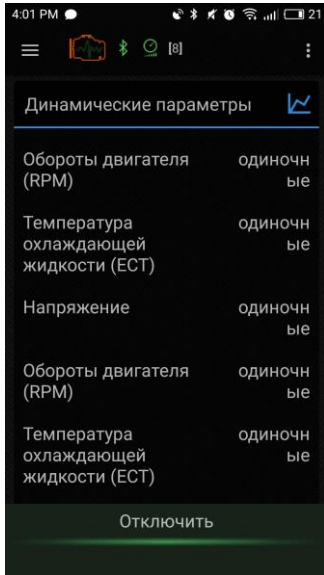 4:01 PM 21
[8]
Динамические параметры
Обороты двигателя одиночн
(RPM) ые
Температура одиночн
охлаждающей ые
жидкости (ECT)
Напряжение одиночн
ые
Обороты двигателя одиночн
(RPM) ые
Температура одиночн
охлаждающей ые
жидкости (ECT)
Отключить